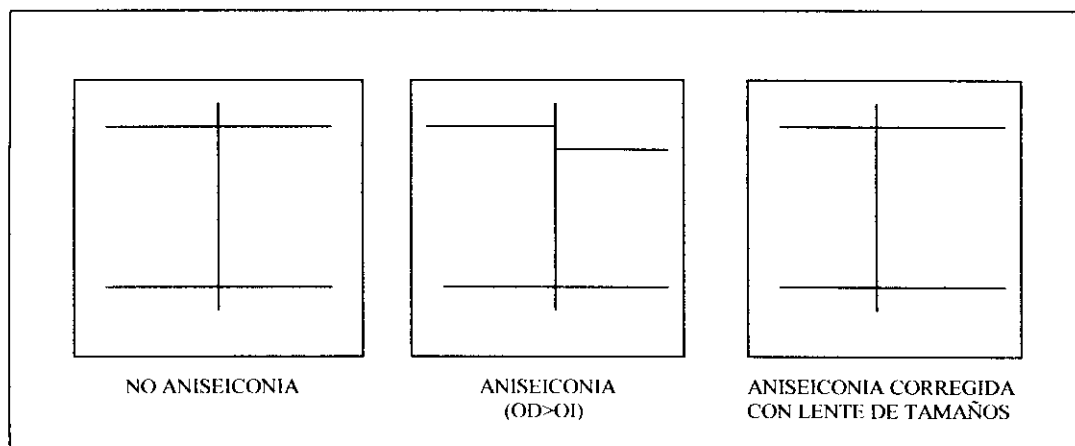 NO ANISEICONIA
ANISEICONIA
(OD>OI)
ANISEICONIA CORREGIDA
CON LENTE DE TAMAÑOS